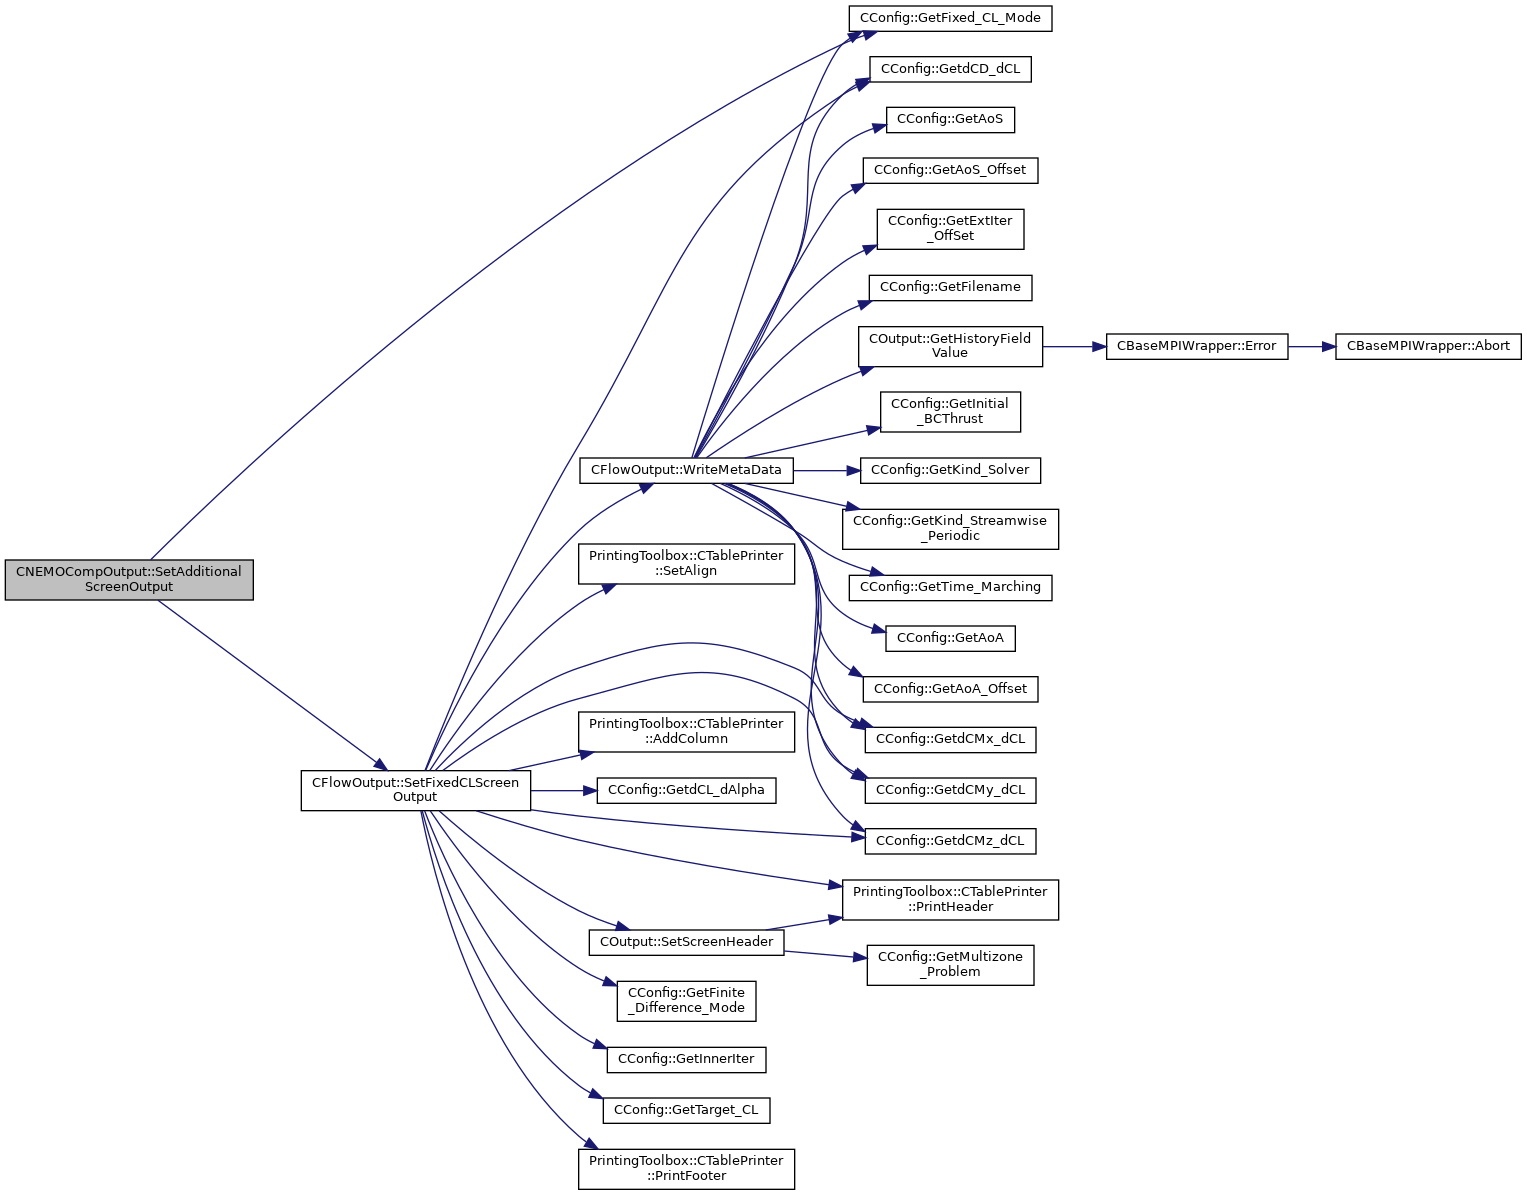 CConfig::GetFixed_CL_Mode
CConfig::GetdCD_dCL
CConfig::GetAoS
CConfig::GetAoS_Offset
CConfig::GetExtIter
_OffSet
CConfig::GetFilename
COutput::GetHistoryField
Value
CBaseMPIWrapper::Error
CBaseMPIWrapper::Abort
CConfig::GetInitial
_BCThrust
CFlowOutput::WriteMetaData
CConfig::GetKind_Solver
CConfig::GetKind_Streamwise
_Periodic
CNEMOCompOutput::SetAdditional
ScreenOutput
PrintingToolbox::CTablePrinter
::SetAlign
CConfig::GetTime_Marching
CConfig::GetAoA
CConfig::GetAoA_Offset
PrintingToolbox::CTablePrinter
::AddColumn
CConfig::GetdCMx_dCL
CFlowOutput::SetFixedCLScreen
Output
CConfig::GetdCL_dAlpha
CConfig::GetdCMy_dCL
CConfig::GetdCMz_dCL
PrintingToolbox::CTablePrinter
::PrintHeader
COutput::SetScreenHeader
CConfig::GetMultizone
_Problem
CConfig::GetFinite
_Difference_Mode
CConfig::GetInnerIter
CConfig::GetTarget_CL
PrintingToolbox::CTablePrinter
::PrintFooter